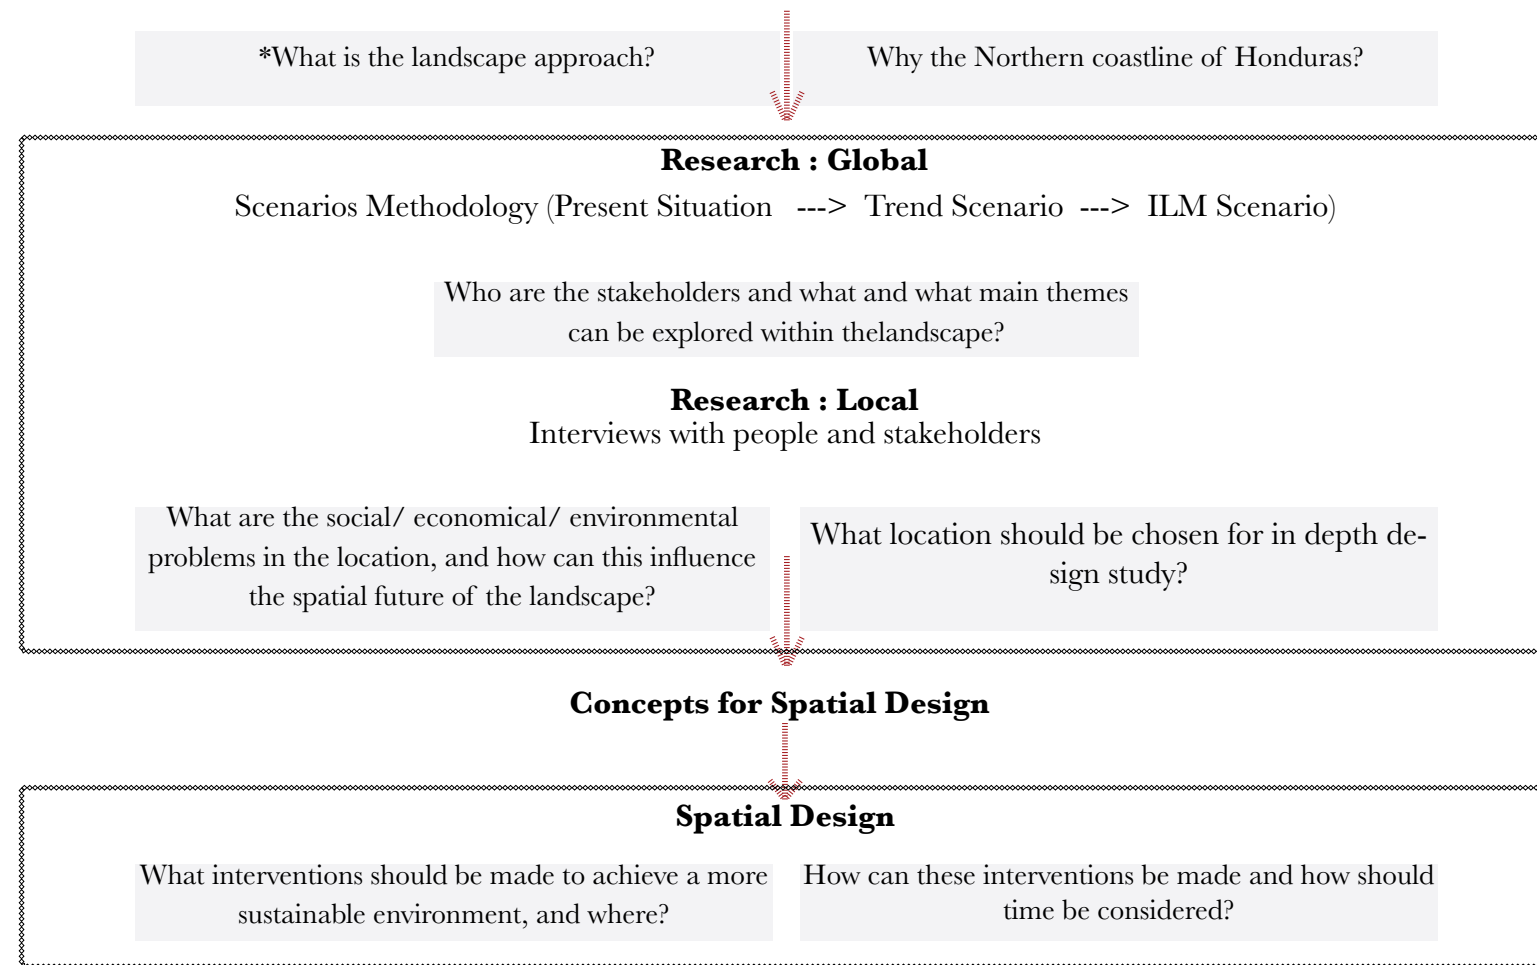 *What is the landscape approach?
Why the Northern coastline of Honduras?
Research : Global
Scenarios Methodology (Present Situation ---> Trend Scenario ---> ILM Scenario)
Who are the stakeholders and what and what main themes
can be explored within thelandscape?
Research : Local
Interviews with people and stakeholders
What are the social/ economical/ environmental
problems in the location, and how can this influence
the spatial future of the landscape?
What location should be chosen for in depth de-
sign study?
Concepts for Spatial Design
Spatial Design
What interventions should be made to achieve a more
sustainable environment, and where?
How can these interventions be made and how should
time be considered?